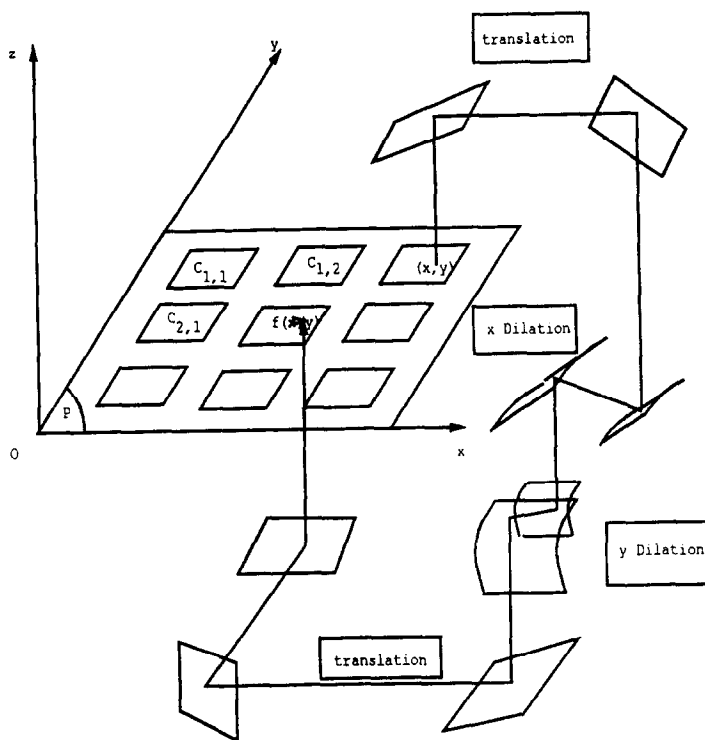 translation
z
y
C1,1
C1,2
(x,y)
C2,1
f(x,y)
x Dilation
P
O
x
y Dilation
translation